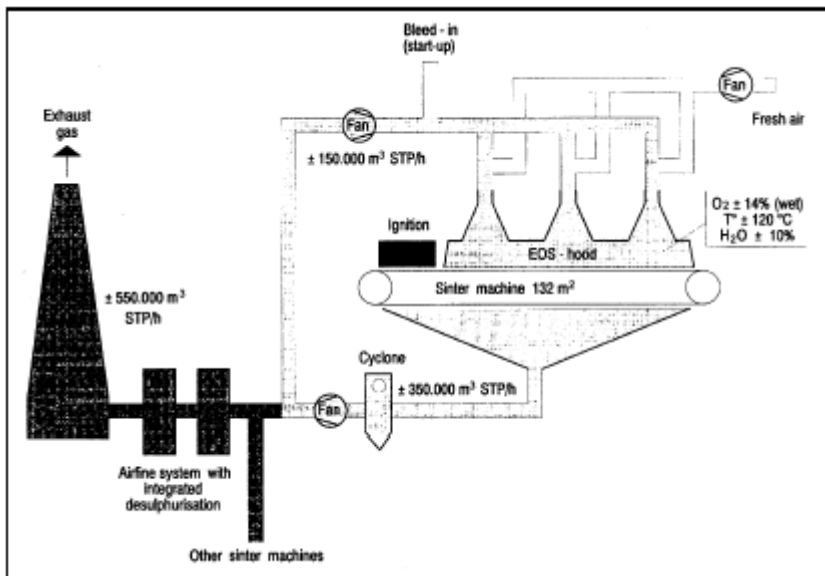 Bleed - in
(start-up)
Fan
Fresh air
Exhaust
gas
Fan
± 150.000 m³ STP/h
O₂ ± 14% (wet)
T° ± 120 °C
H₂O ± 10%
Ignition
EOS - hood
Sinter machine 132 m²
± 550.000 m³
STP/h
Cyclone
± 350.000 m³ STP/h
Fan
Airfine system with
integrated
desulphurisation
Other sinter machines